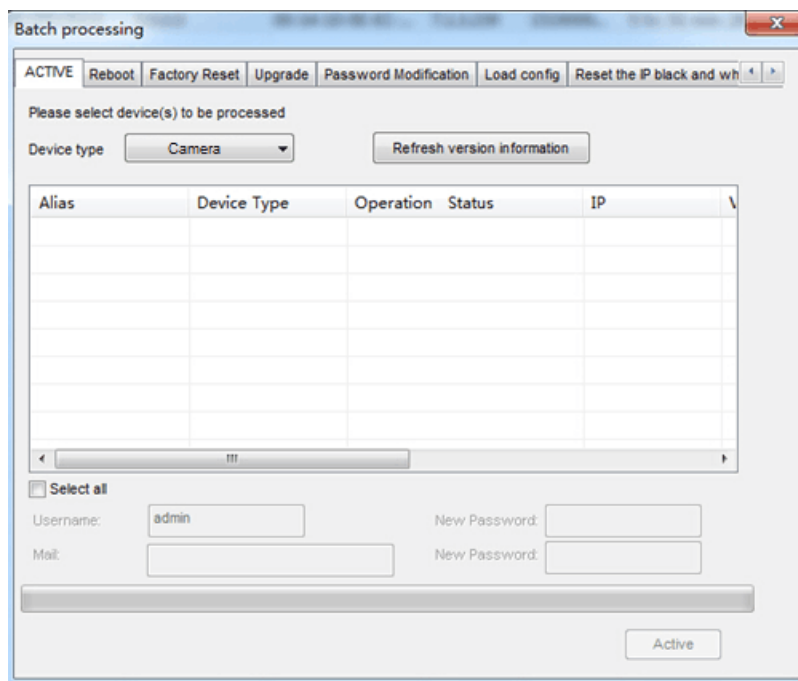 Batch processing
ACTIVE Reboot Factory Reset Upgrade Password Modification Load config Reset the IP black and wh
Please select device(s) to be processed
Device type Camera Refresh version information
Alias Device Type Operation Status IP
Select all
Username: admin New Password:
Mail: New Password:
Active